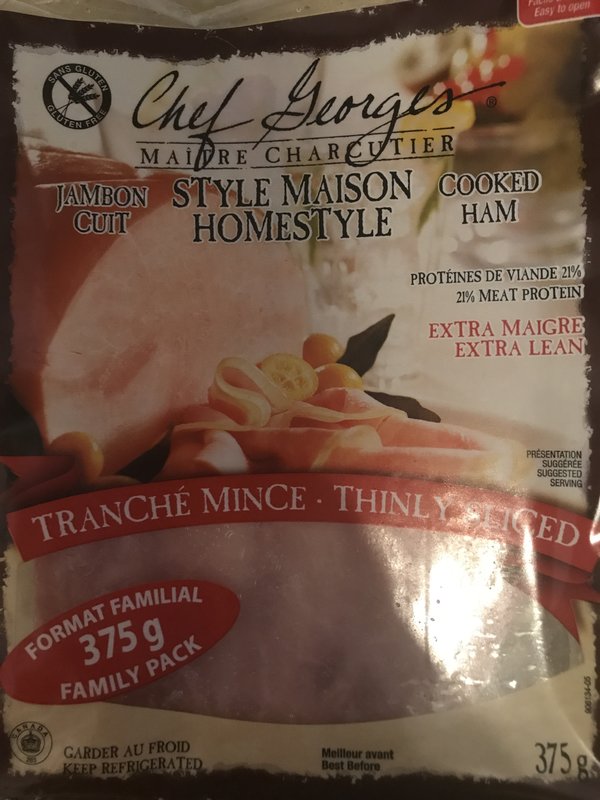 Easy to open
SANS GLUTEN
GLUTEN FREE
Chef Georges ®
MAÎTRE CHARCUTIER
JAMBON CUIT
STYLE MAISON
HOMESTYLE
COOKED HAM
PROTÉINES DE VIANDE 21%
21% MEAT PROTEIN
EXTRA MAIGRE
EXTRA LEAN
PRÉSENTATION
SUGGÉRÉE
SUGGESTED
SERVING
TRANCHÉ MINCE · THINLY SLICED
FORMAT FAMILIAL
375 g
FAMILY PACK
CANADA
GARDER AU FROID
KEEP REFRIGERATED
Meilleur avant
Best Before
375 g